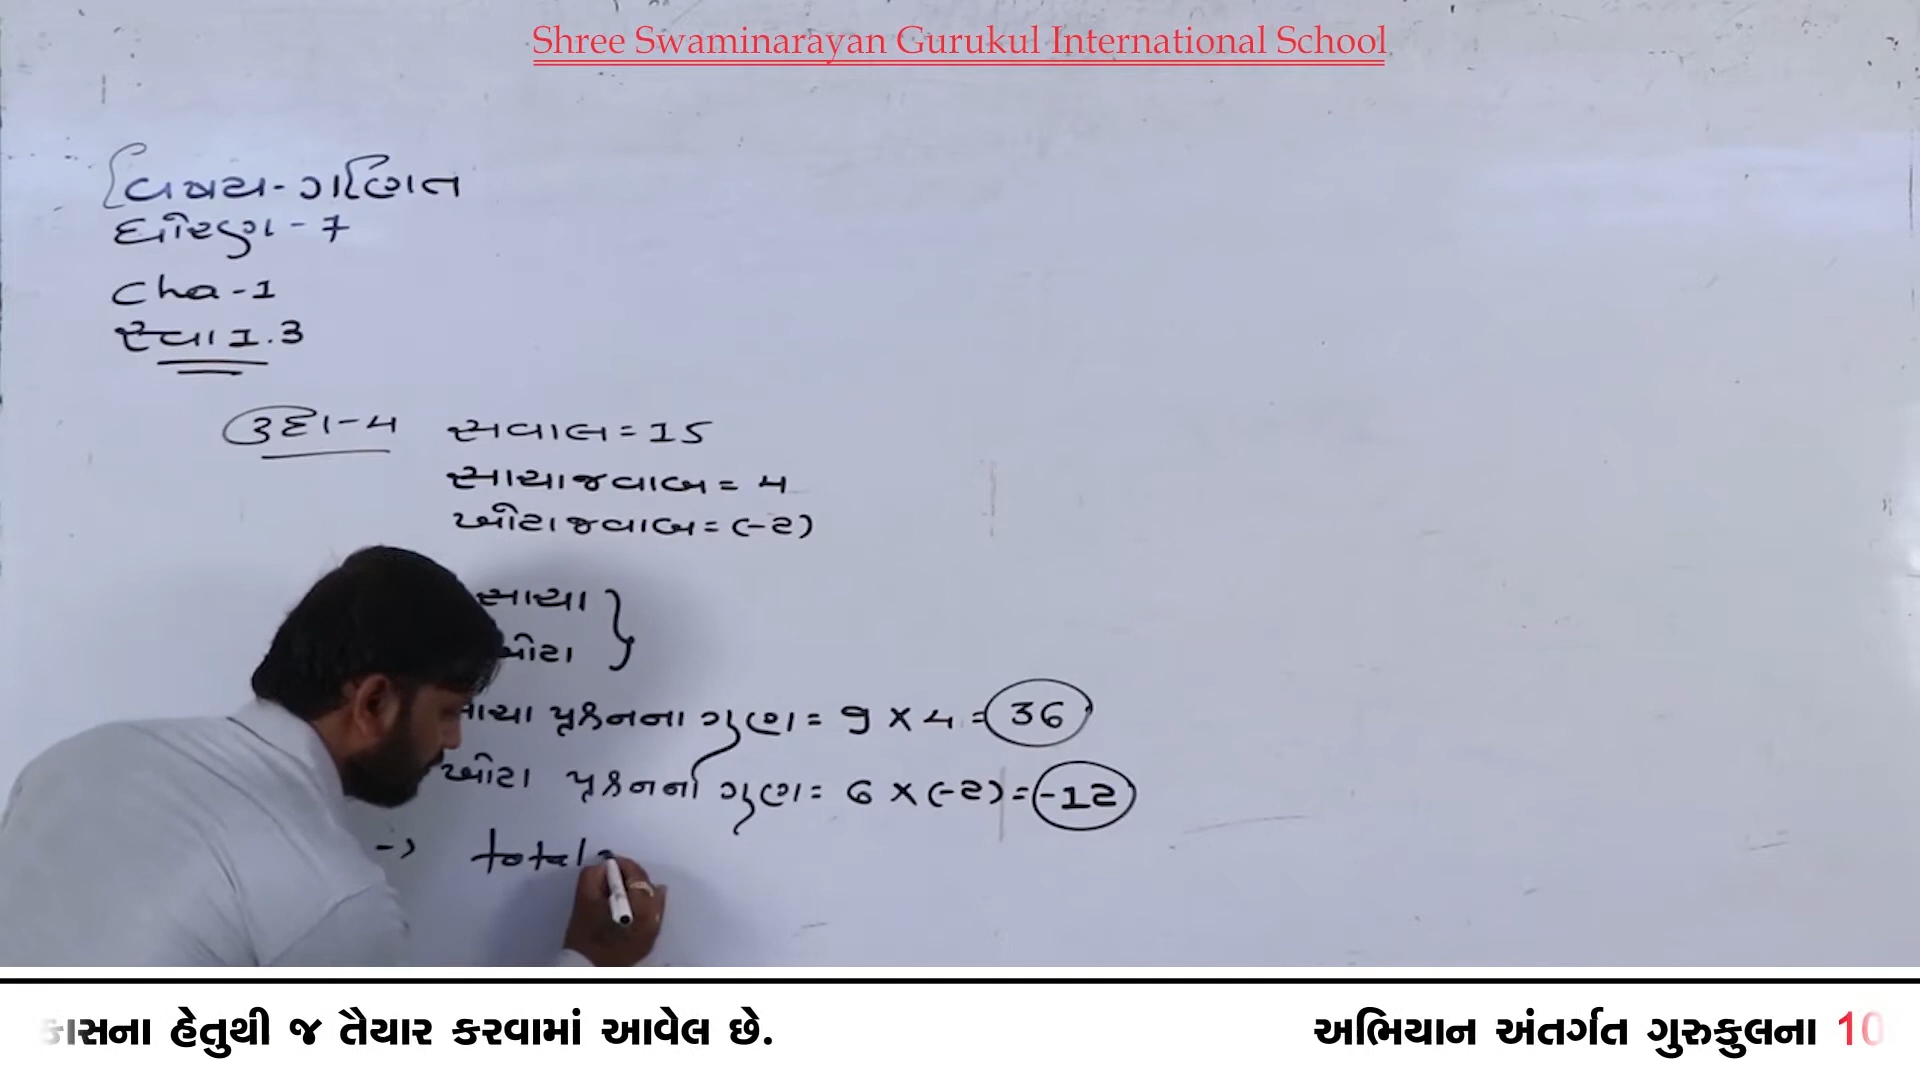 Shree Swaminarayan Gurukul International School
વિષય - ગણિત
ધોરણ - 7
Cha - 1
સ્વા 1.3
ઉદા - 4 સવાલ = 15
સાચા જવાબ = 4
ખોટા જવાબ = (-2)
સાચા }
ખોટા
સાચા પ્રશ્નના ગુણ = 9 x 4 = 36
ખોટા પ્રશ્નનો ગુણ = 6 x (-2) = -12
-> total =
કાસના હેતુથી જ તૈયાર કરવામાં આવેલ છે. અભિયાન અંતર્ગત ગુરુકુલના 10